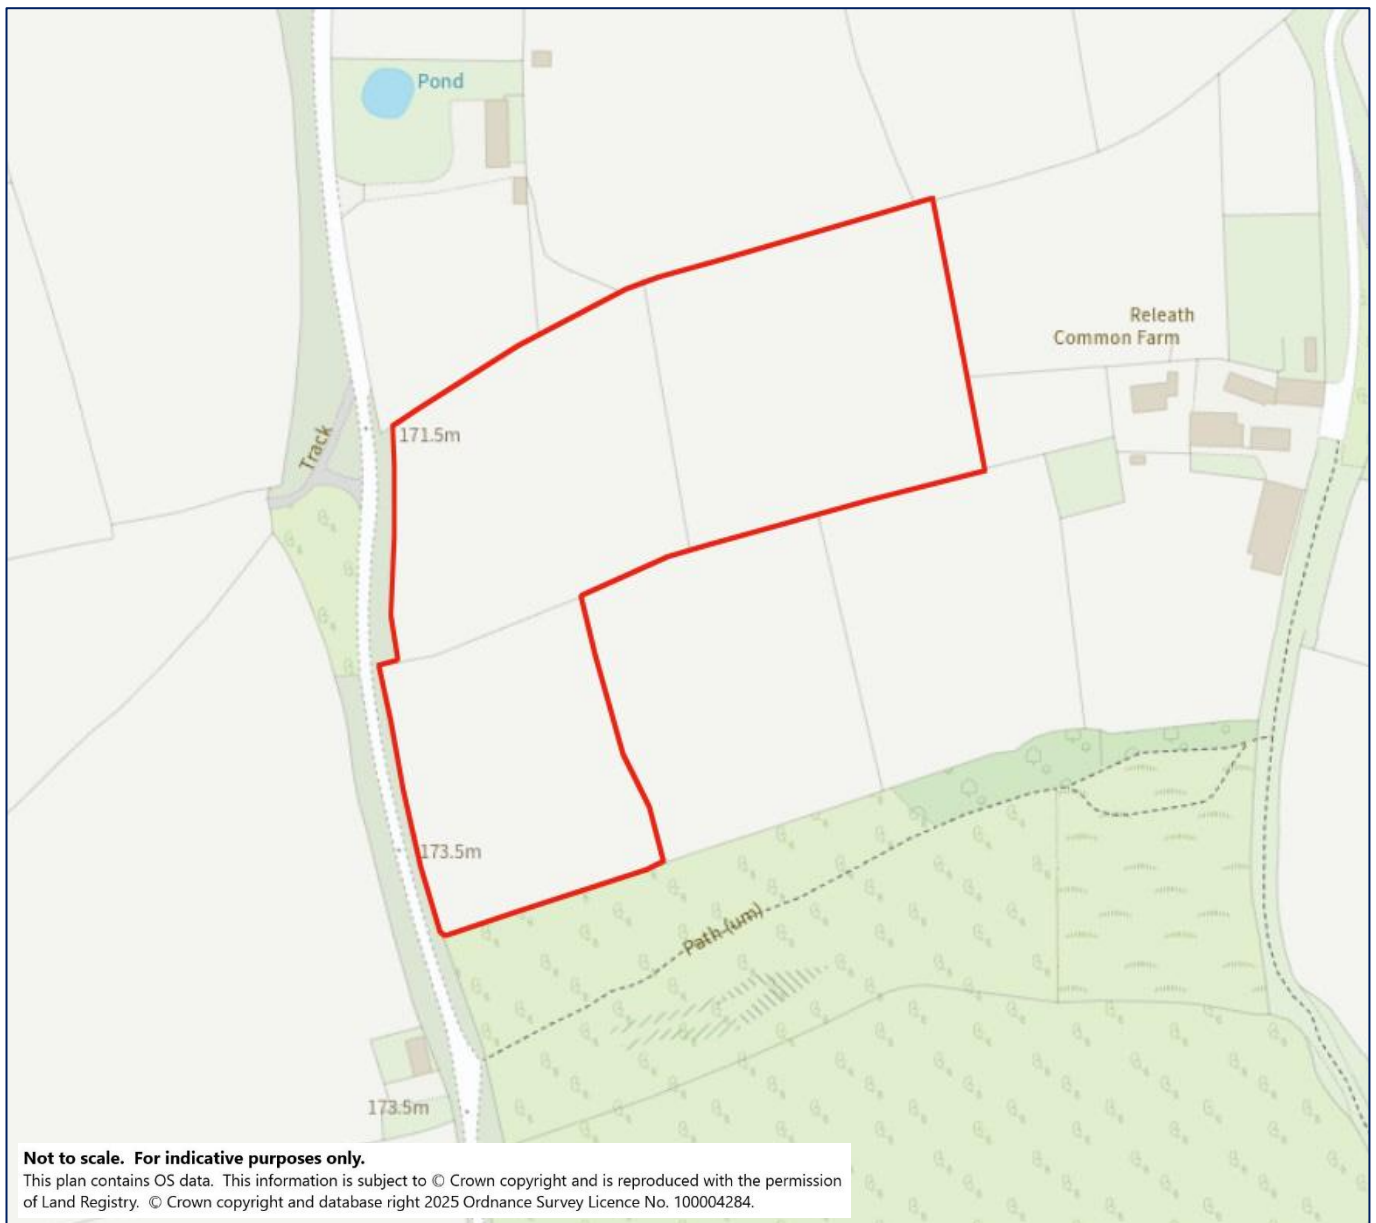 Pond
Releath
Common Farm
171.5m
Track
173.5m
Path (um)
173.5m
Not to scale. For indicative purposes only.
This plan contains OS data. This information is subject to © Crown copyright and is reproduced with the permission
of Land Registry. © Crown copyright and database right 2025 Ordnance Survey Licence No. 100004284.